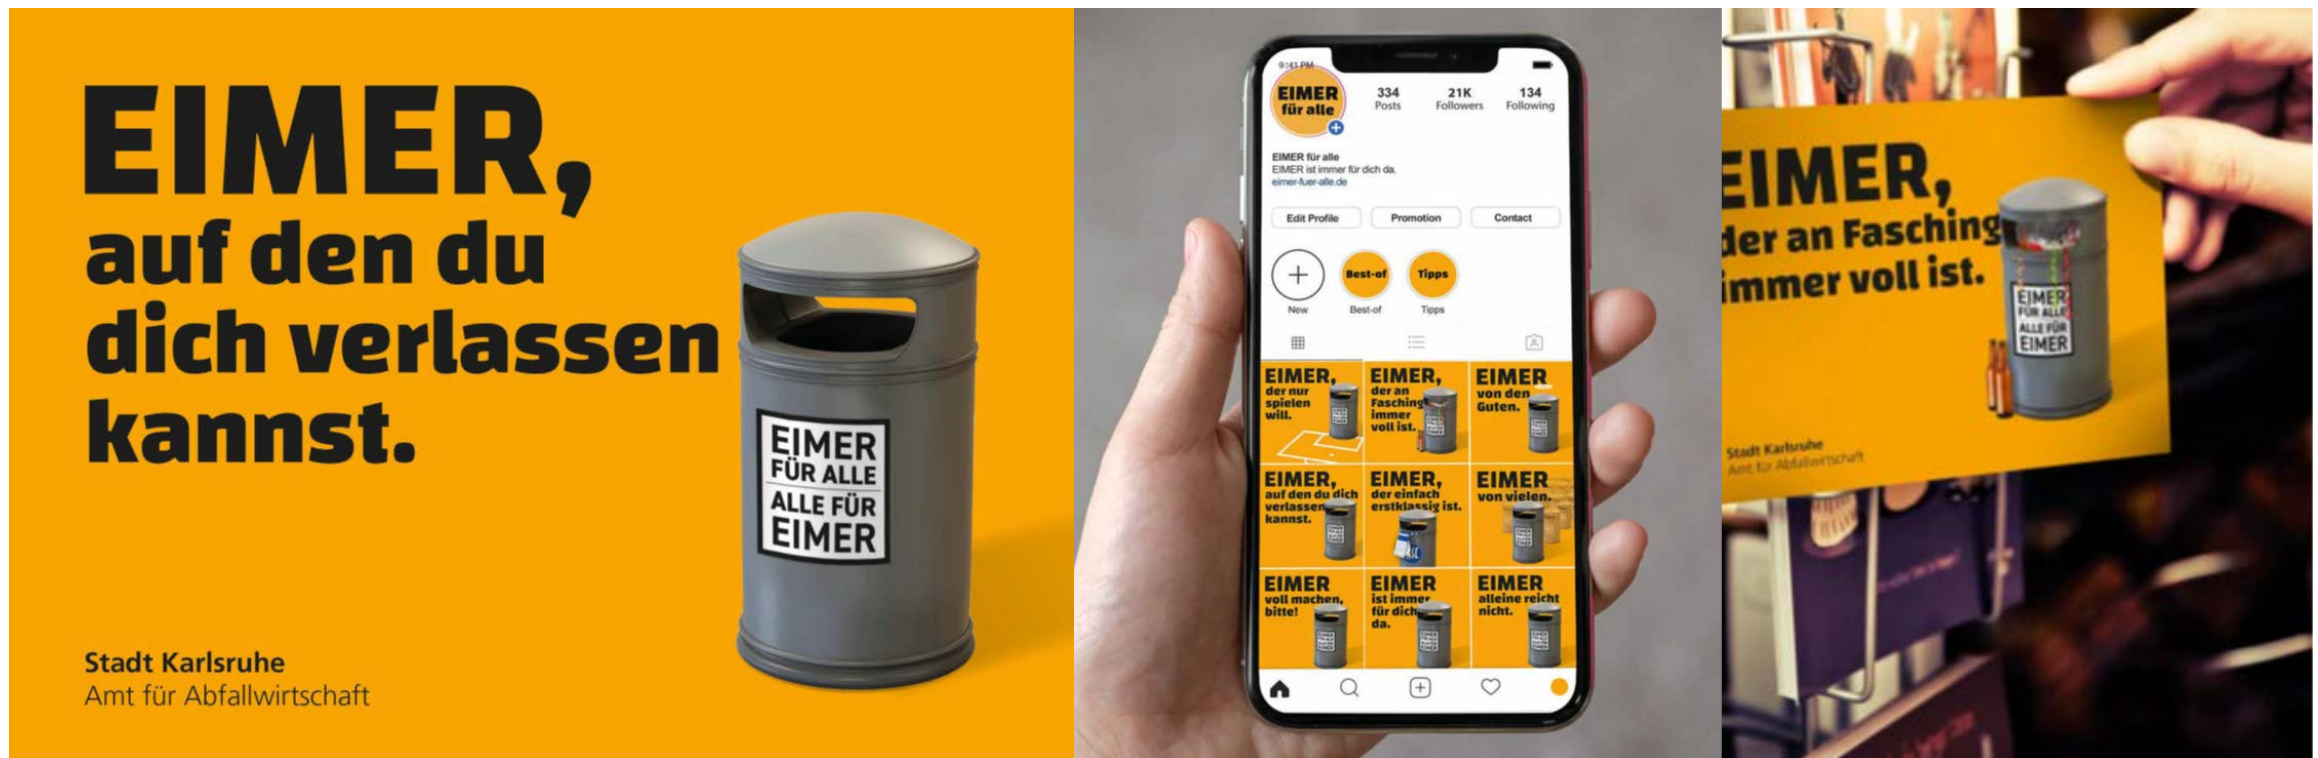 EIMER,
auf den du
dich verlassen
kannst.
EIMER
FÜR ALLE
ALLE FÜR
EIMER
Stadt Karlsruhe
Amt für Abfallwirtschaft
9:41 PM
EIMER
für alle
334
Posts
21K
Followers
134
Following
EIMER für alle
EIMER ist immer für dich da.
eimer-fuer-alle.de
Edit Profile
Promotion
Contact
Best-of
Tipps
New
Best-of
Tipps
EIMER,
der nur
spielen
will.
EIMER,
der an
Fasching
immer
voll ist.
EIMER
von den
Guten.
EIMER,
auf den du dich
verlassen
kannst.
EIMER,
der einfach
erstklassig ist.
EIMER
von vielen.
EIMER
voll machen,
bitte!
EIMER
ist immer
für dich
da.
EIMER
alleine reicht
nicht.
EIMER,
der an Fasching
immer voll ist.
EIMER
FÜR ALLE
ALLE FÜR
EIMER
Stadt Karlsruhe
Amt für Abfallwirtschaft